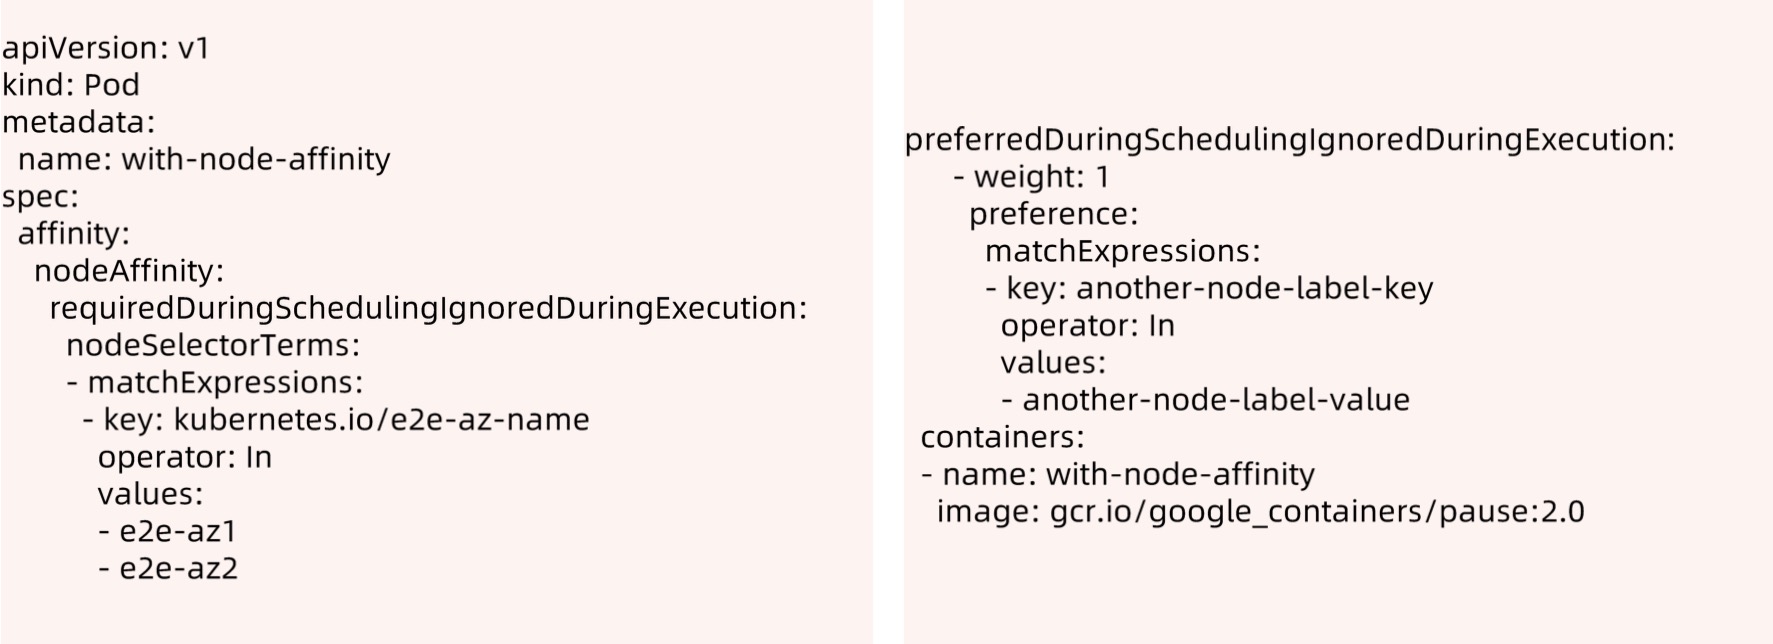 apiVersion: v1
kind: Pod
metadata:
  name: with-node-affinity
spec:
  affinity:
    nodeAffinity:
      requiredDuringSchedulingIgnoredDuringExecution:
        nodeSelectorTerms:
        - matchExpressions:
          - key: kubernetes.io/e2e-az-name
            operator: In
            values:
            - e2e-az1
            - e2e-az2
preferredDuringSchedulingIgnoredDuringExecution:
      - weight: 1
        preference:
          matchExpressions:
          - key: another-node-label-key
            operator: In
            values:
            - another-node-label-value
  containers:
  - name: with-node-affinity
    image: gcr.io/google_containers/pause:2.0